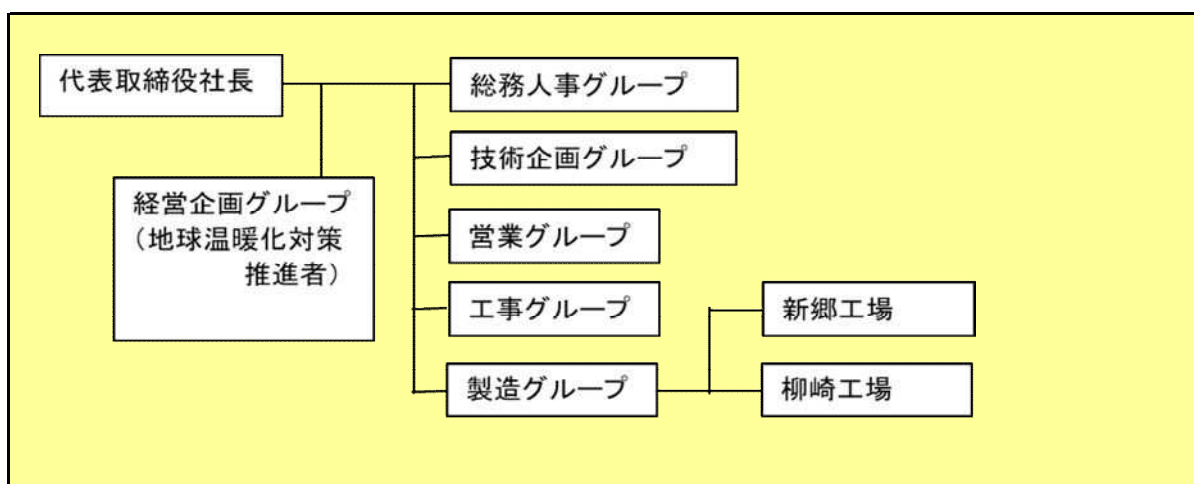 代表取締役社長
総務人事グループ
技術企画グループ
経営企画グループ
（地球温暖化対策
推進者）
営業グループ
工事グループ
新郷工場
製造グループ
柳崎工場